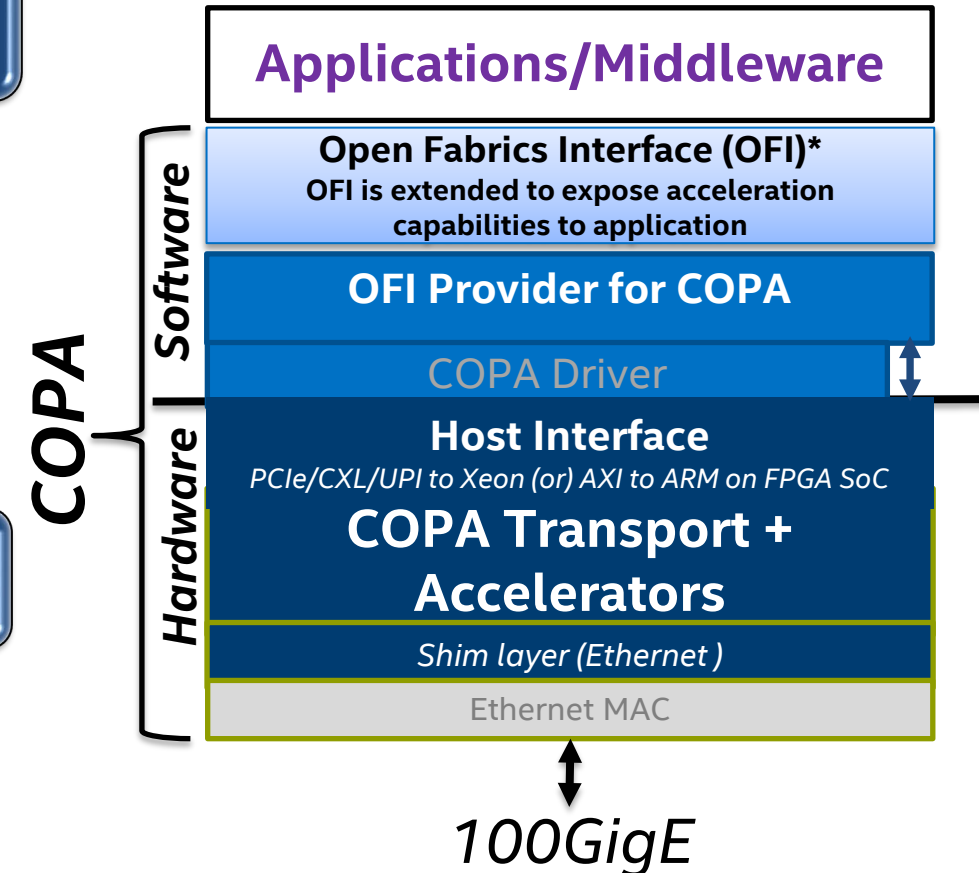 Applications/Middleware
Open Fabrics Interface (OFI)*
OFI is extended to expose acceleration
capabilities to application
OFI Provider for COPA
COPA Driver
Host Interface
PCIe/CXL/UPI to Xeon (or) AXI to ARM on FPGA SoC
COPA Transport +
Accelerators
Shim layer (Ethernet )
Ethernet MAC
100GigE
COPA
Software
Hardware